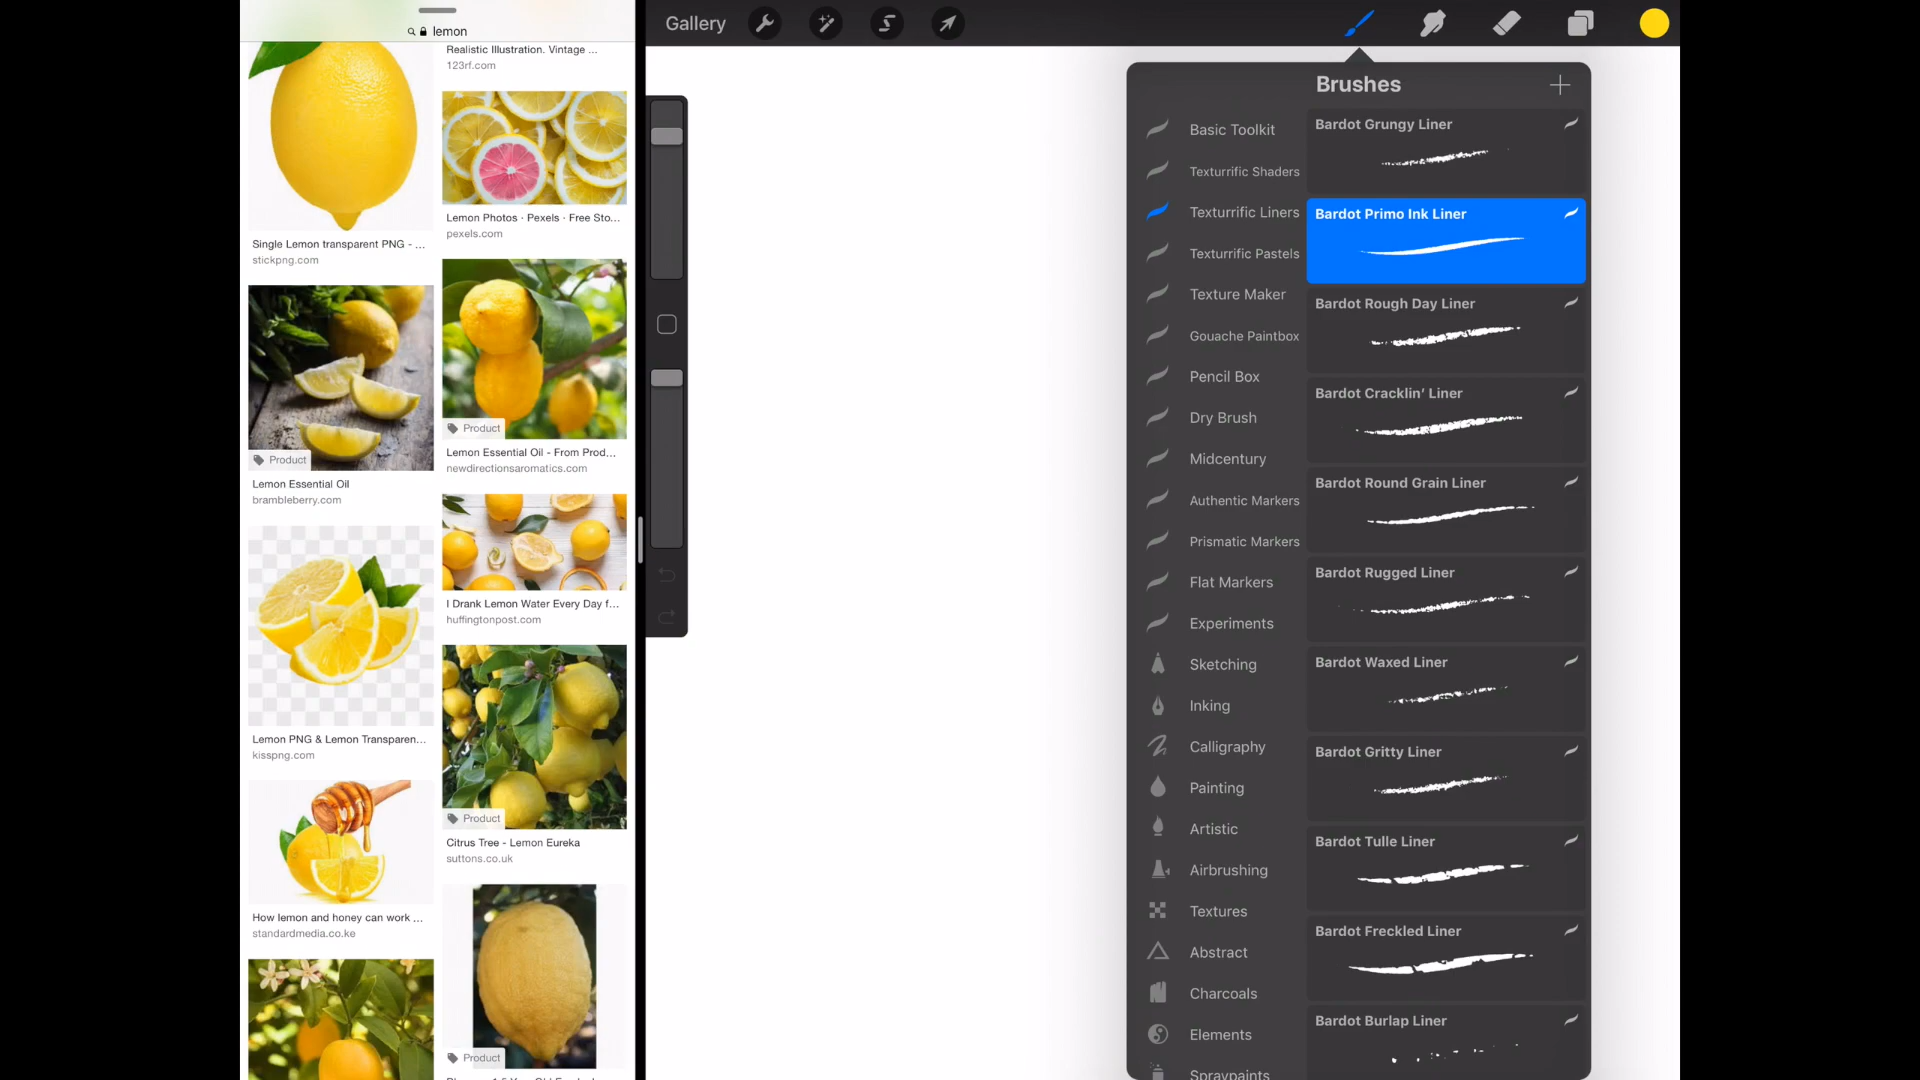 lemon
Realistic Illustration. Vintage ...
123rf.com
Single Lemon transparent PNG - ...
stickpng.com
Lemon Photos · Pexels · Free Sto...
pexels.com
Product
Lemon Essential Oil
brambleberry.com
Product
Lemon Essential Oil - From Prod...
newdirectionsaromatics.com
I Drank Lemon Water Every Day f...
huffingtonpost.com
Lemon PNG & Lemon Transparen...
kisspng.com
Product
Citrus Tree - Lemon Eureka
suttons.co.uk
How lemon and honey can work ...
standardmedia.co.ke
Product
Gallery
Brushes
Basic Toolkit
Texturrific Shaders
Texturrific Liners
Texturrific Pastels
Texture Maker
Gouache Paintbox
Pencil Box
Dry Brush
Midcentury
Authentic Markers
Prismatic Markers
Flat Markers
Experiments
Sketching
Inking
Calligraphy
Painting
Artistic
Airbrushing
Textures
Abstract
Charcoals
Elements
Spraypaints
Bardot Grungy Liner
Bardot Primo Ink Liner
Bardot Rough Day Liner
Bardot Cracklin’ Liner
Bardot Round Grain Liner
Bardot Rugged Liner
Bardot Waxed Liner
Bardot Gritty Liner
Bardot Tulle Liner
Bardot Freckled Liner
Bardot Burlap Liner